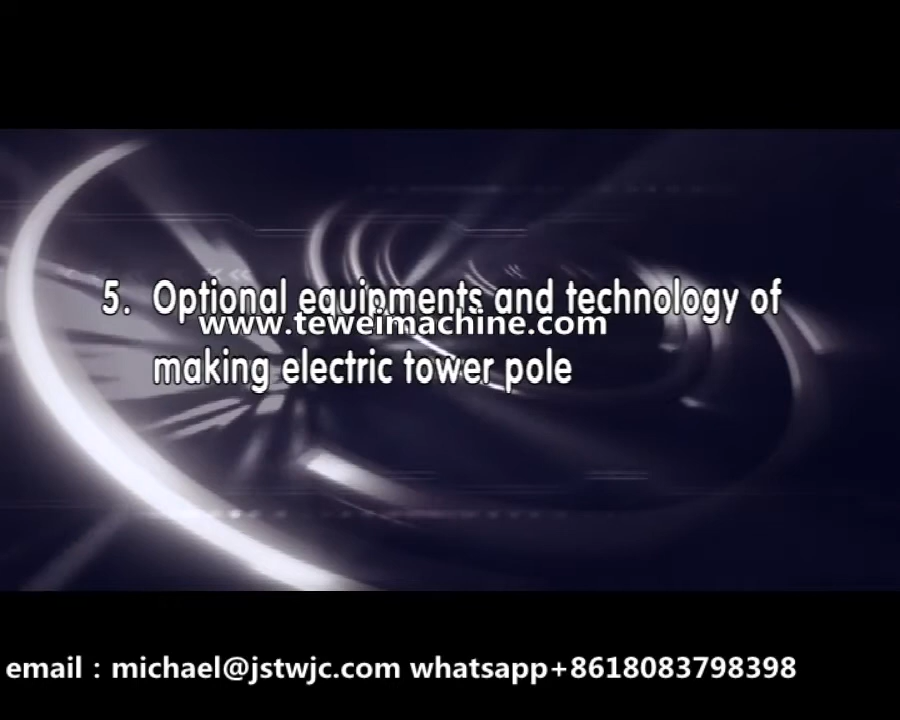 5. Optional equipments and technology of
www.teweimachine.com
making electric tower pole
email : michael@jstwjc.com whatsapp+8618083798398